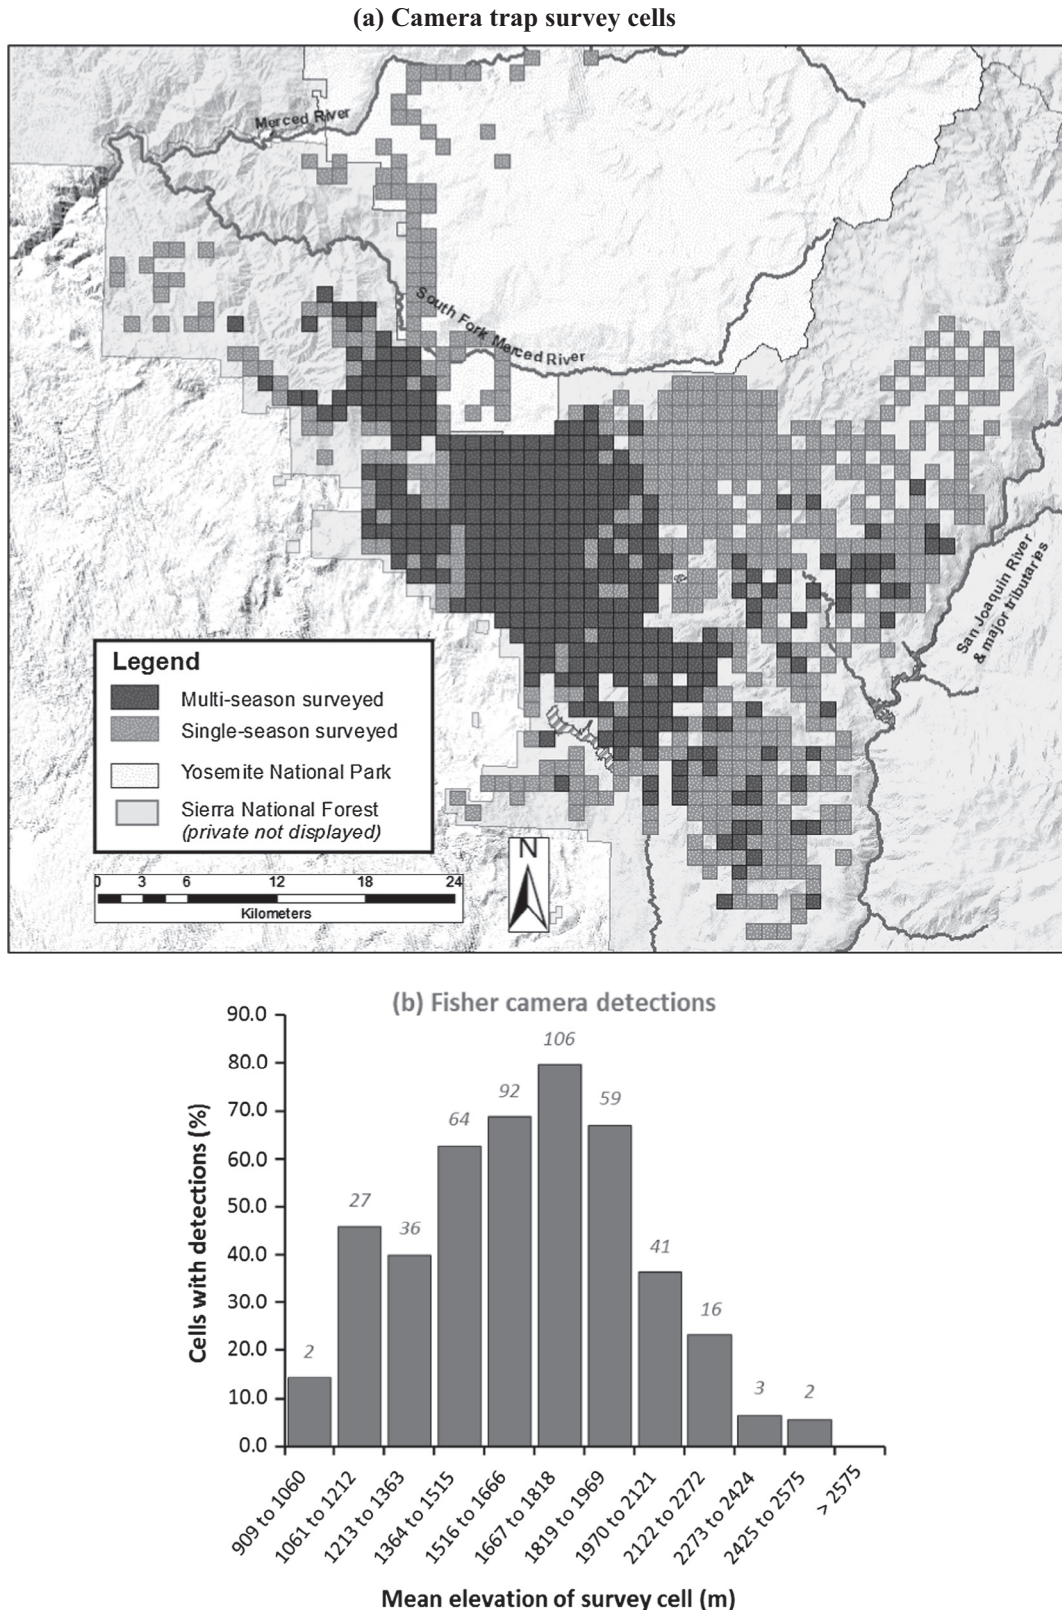 (a) Camera trap survey cells
Merced River
South Fork Merced River
San Joaquin River
& major tributaries
Legend
Multi-season surveyed
Single-season surveyed
Yosemite National Park
Sierra National Forest
(private not displayed)
N
0 3 6 12 18 24
Kilometers
(b) Fisher camera detections
Cells with detections (%)
90.0
80.0
70.0
60.0
50.0
40.0
30.0
20.0
10.0
0.0
2
27
36
64
92
106
59
41
16
3
2
909 to 1060
1061 to 1212
1213 to 1363
1364 to 1515
1516 to 1666
1667 to 1818
1819 to 1969
1970 to 2121
2122 to 2272
2273 to 2424
2425 to 2575
> 2575
Mean elevation of survey cell (m)